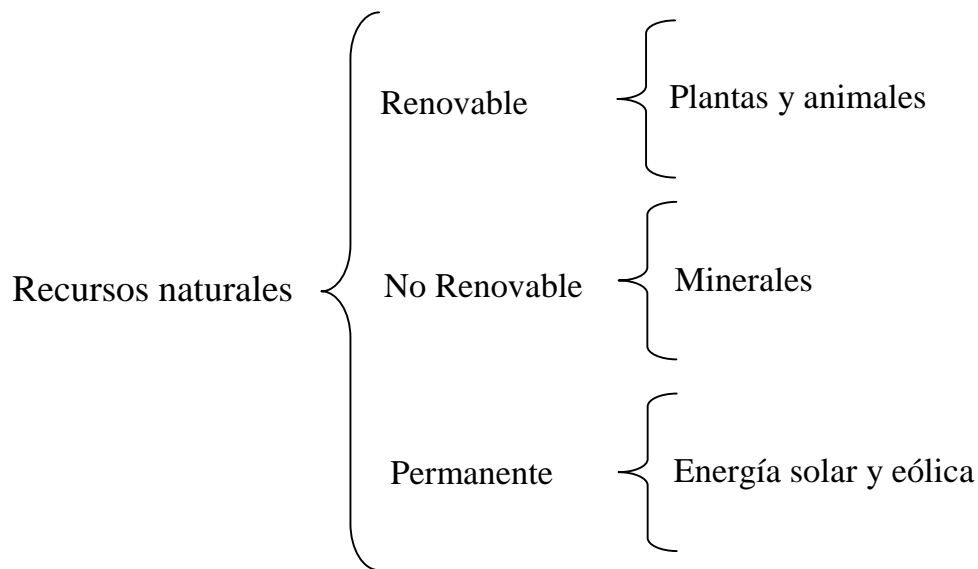 Recursos naturales
Renovable
Plantas y animales
No Renovable
Minerales
Permanente
Energía solar y eólica